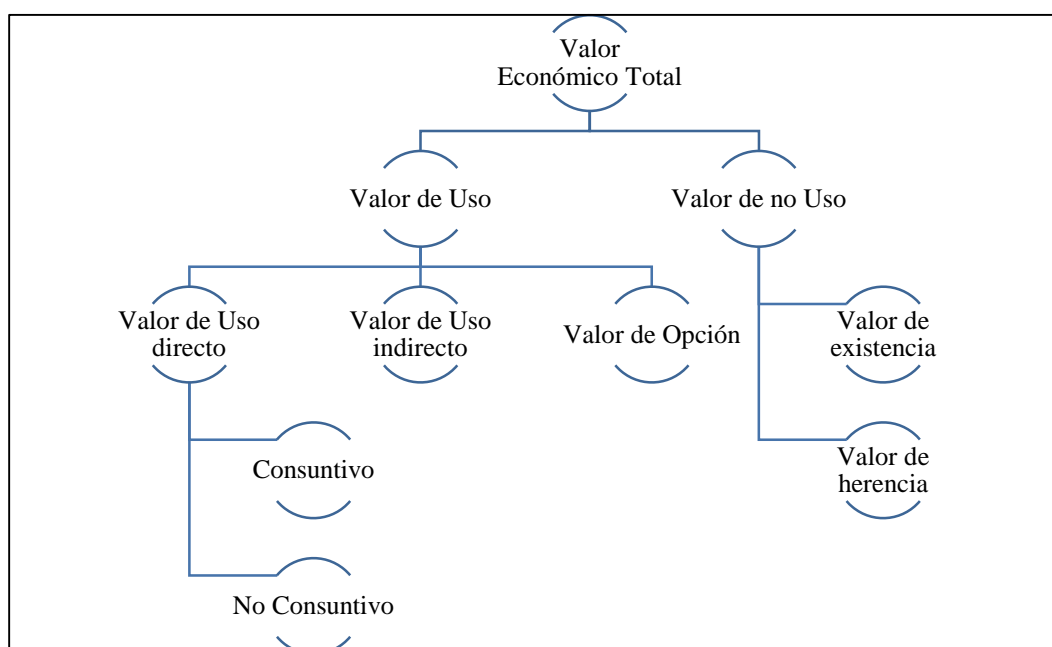 Valor
Económico Total
Valor de Uso
Valor de no Uso
Valor de Uso
directo
Valor de Uso
indirecto
Valor de Opción
Valor de
existencia
Consuntivo
Valor de
herencia
No Consuntivo